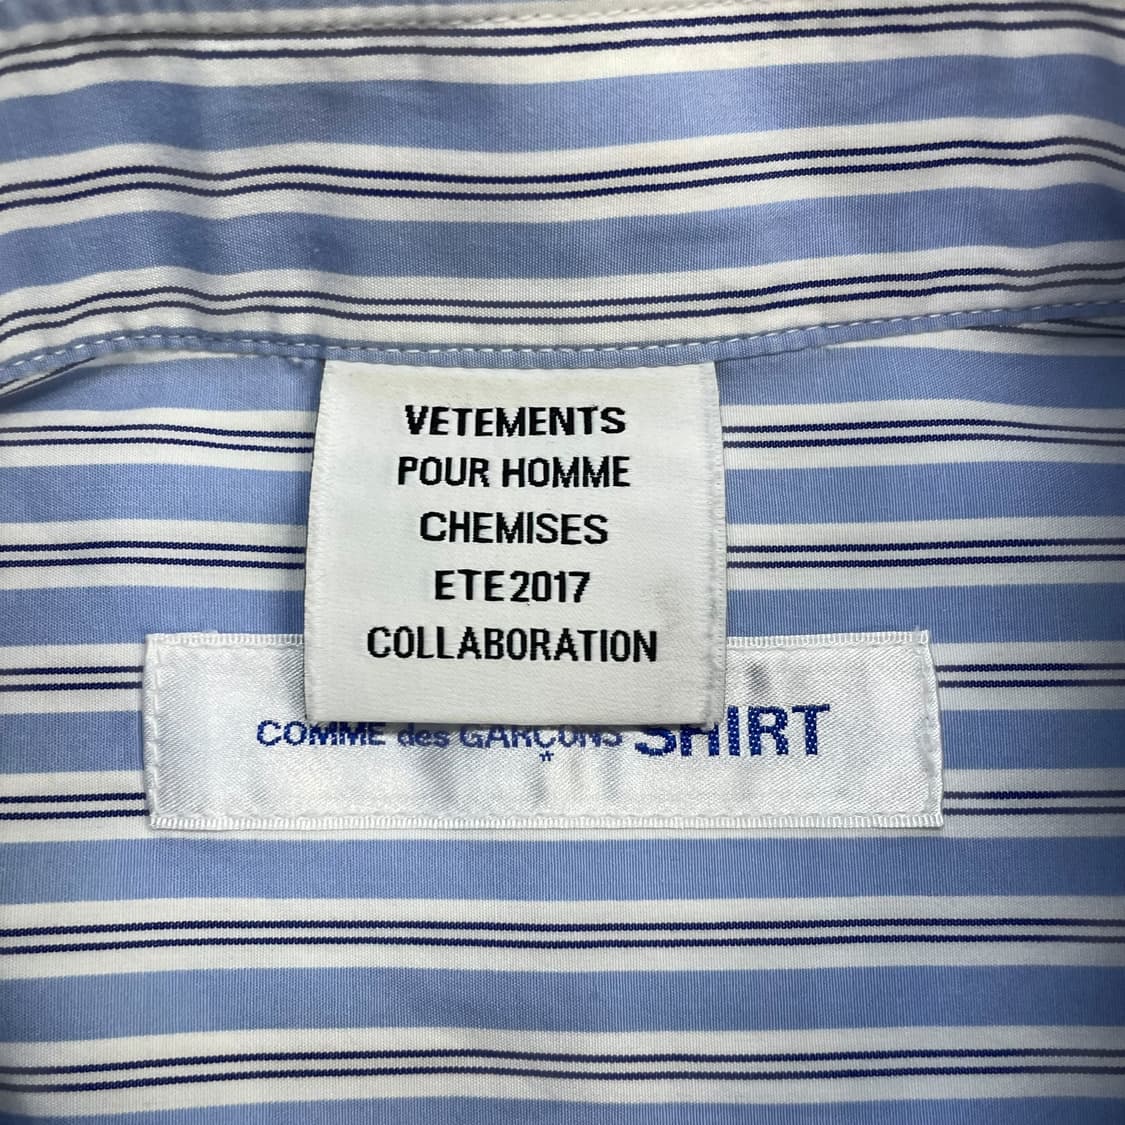 VETEMENTS
POUR HOMME
CHEMISES
ETE 2017
COLLABORATION
COMME des GARÇONS SHIRT